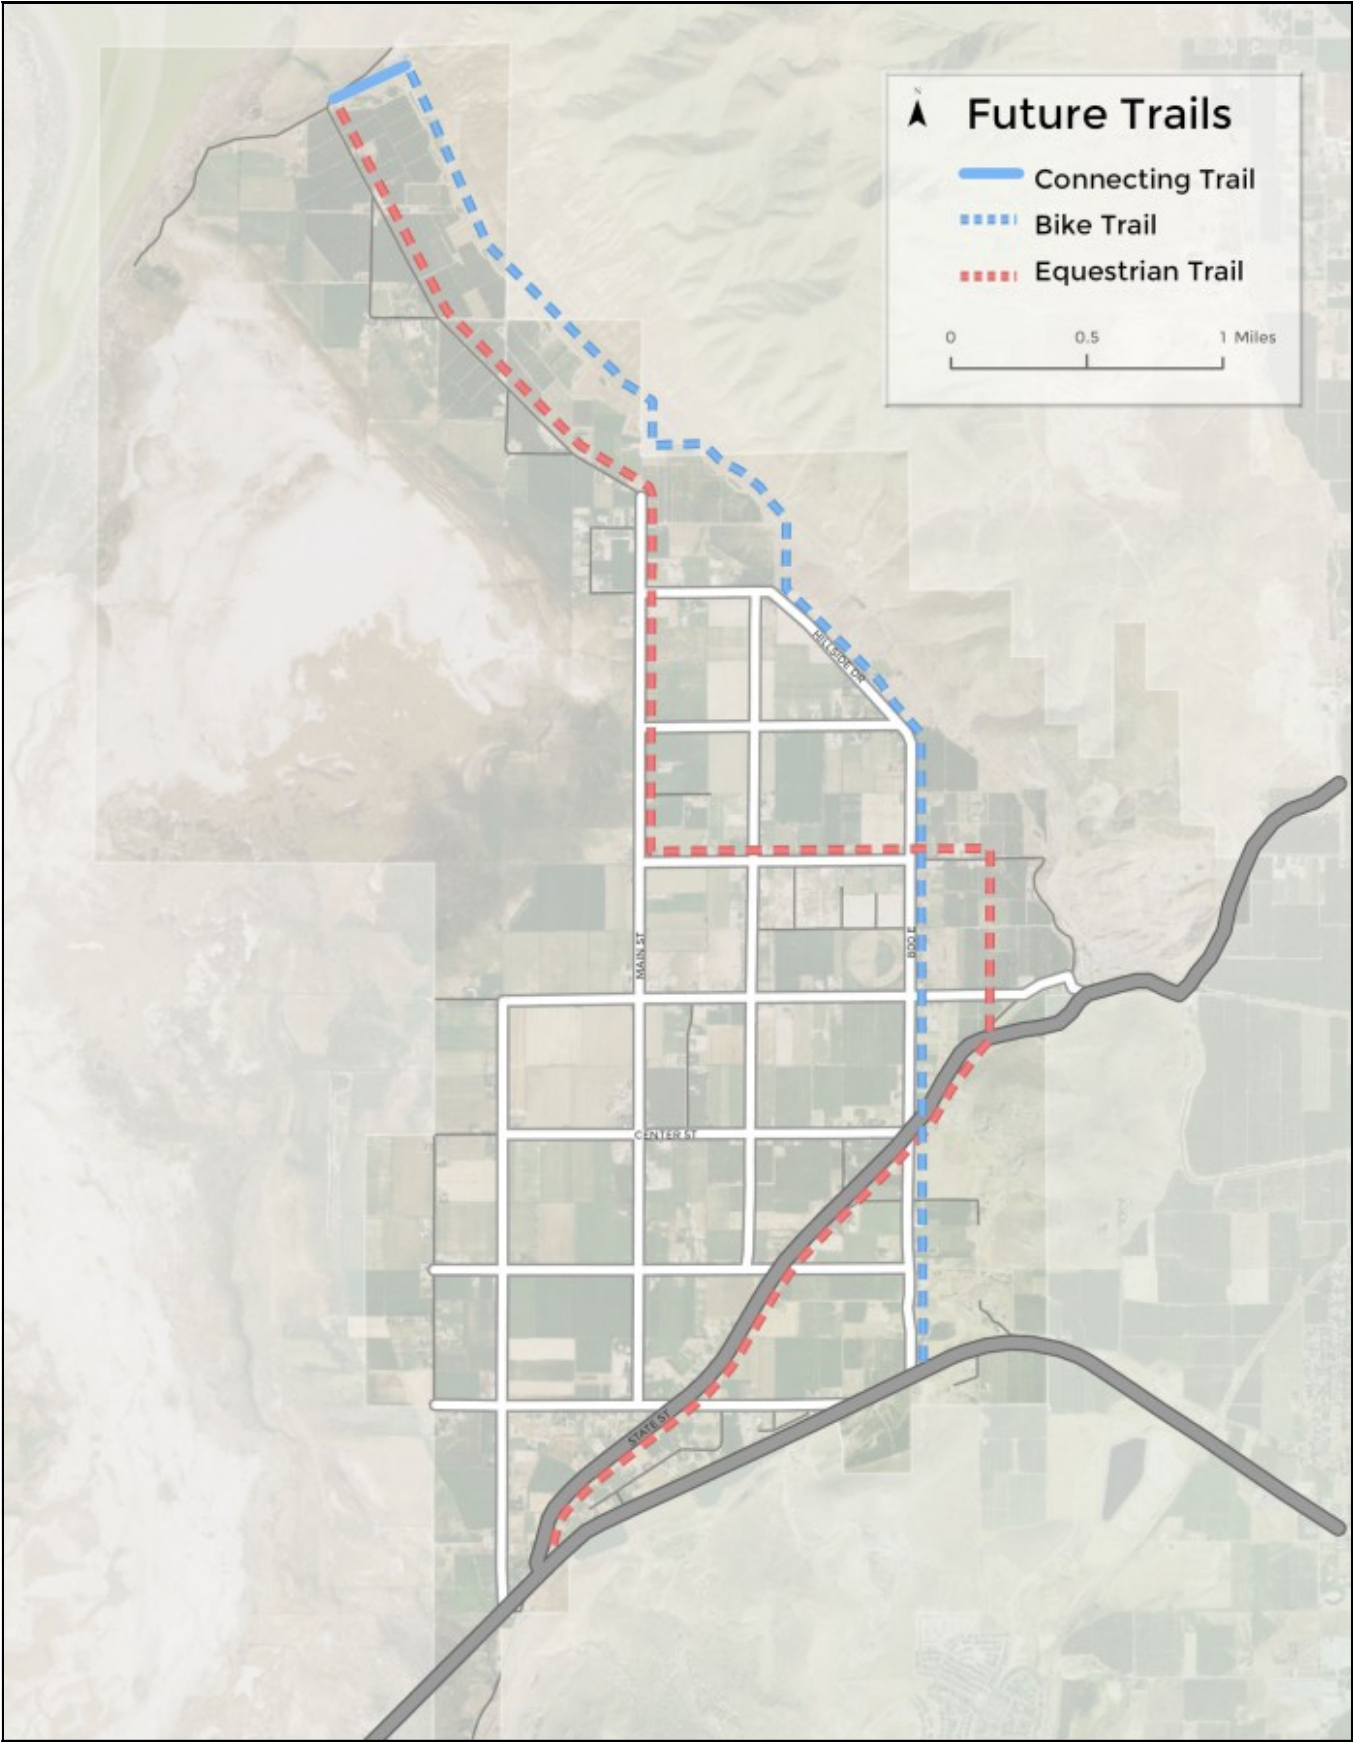 N
Future Trails
Connecting Trail
Bike Trail
Equestrian Trail
0 0.5 1 Miles
HILLSIDE DR
MAIN ST
800 E
CENTER ST
STATE ST